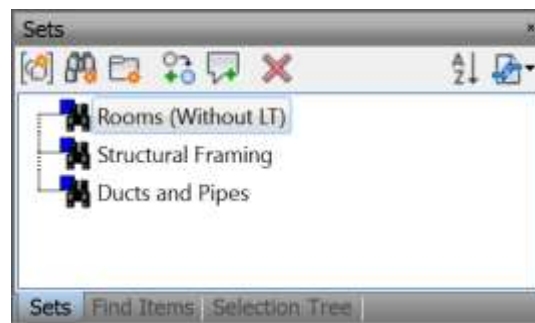 Sets
Rooms (Without LT)
Structural Framing
Ducts and Pipes
Sets Find Items Selection Tree